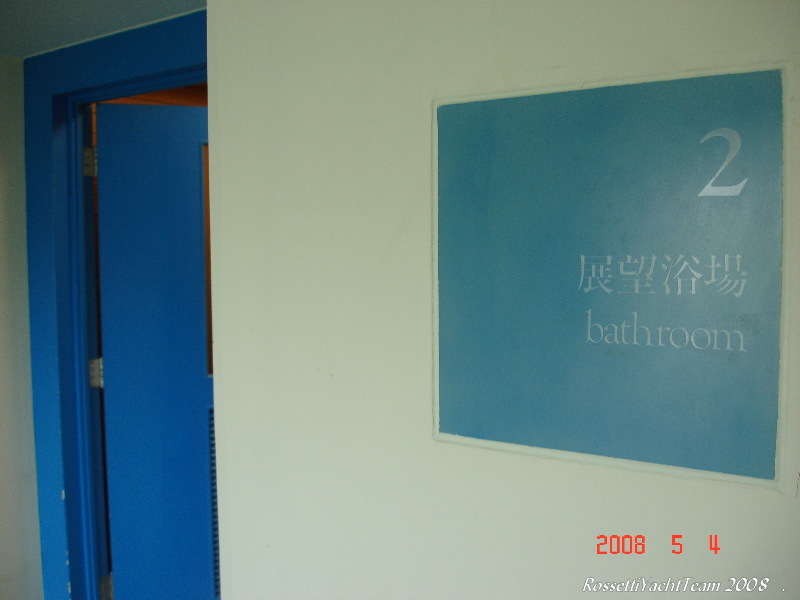 2
展望浴場
bathroom
2008 5 4
RossettiYachtTeam 2008 .